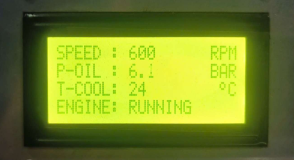 SPEED : 600 RPM
P-OIL : 6.1 BAR
T-COOL: 24 °C
ENGINE: RUNNING